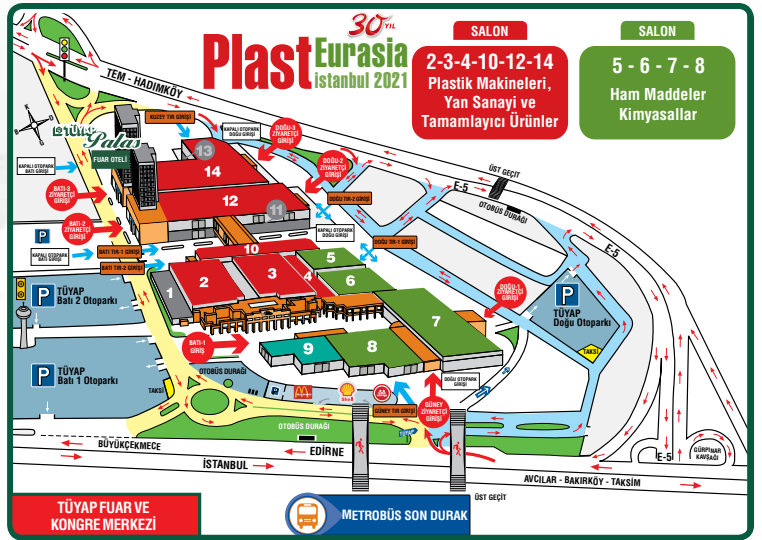 30. YIL
Plast Eurasia
istanbul 2021
SALON
2-3-4-10-12-14
Plastik Makineleri,
Yan Sanayi ve
Tamamlayıcı Ürünler
SALON
5 - 6 - 7 - 8
Ham Maddeler
Kimyasallar
TEM - HADIMKÖY
KUZEY TIR GİRİŞİ
KAPALI OTOPARK
DOĞU GİRİŞİ
DOĞU-3
ZİYARETÇİ
GİRİŞİ
DOĞU-2
ZİYARETÇİ
GİRİŞİ
TÜYAP
Palas
FUAR OTELİ
KAPALI OTOPARK
BATI GİRİŞİ
BATI-3
ZİYARETÇİ
GİRİŞİ
BATI-2
ZİYARETÇİ
GİRİŞİ
13
14
12
11
DOĞU TIR-2 GİRİŞİ
KAPALI OTOPARK
DOĞU GİRİŞİ
DOĞU TIR-1 GİRİŞİ
ÜST GEÇİT
E-5
OTOBÜS DURAĞI
E-5
P
KAPALI OTOPARK
BATI GİRİŞİ
BATI TIR-1 GİRİŞİ
BATI TIR-2 GİRİŞİ
10
5
6
4
3
2
1
7
9
8
DOĞU-1
ZİYARETÇİ
GİRİŞİ
P
TÜYAP
Doğu Otoparkı
TAKSİ
P
TÜYAP
Batı 2 Otoparkı
P
TÜYAP
Batı 1 Otoparkı
BATI-1
GİRİŞ
OTOBÜS DURAĞI
TAKSİ
Shell
GÜNEY TIR GİRİŞİ
GÜNEY
ZİYARETÇİ
GİRİŞİ
DOĞU OTOPARK
GİRİŞİ
OTOBÜS DURAĞI
BÜYÜKÇEKMECE
EDİRNE
İSTANBUL
E-5
GÜRPINAR
KAVŞAĞI
AVCILAR - BAKIRKÖY - TAKSİM
ÜST GEÇİT
TÜYAP FUAR VE
KONGRE MERKEZİ
METROBÜS SON DURAK